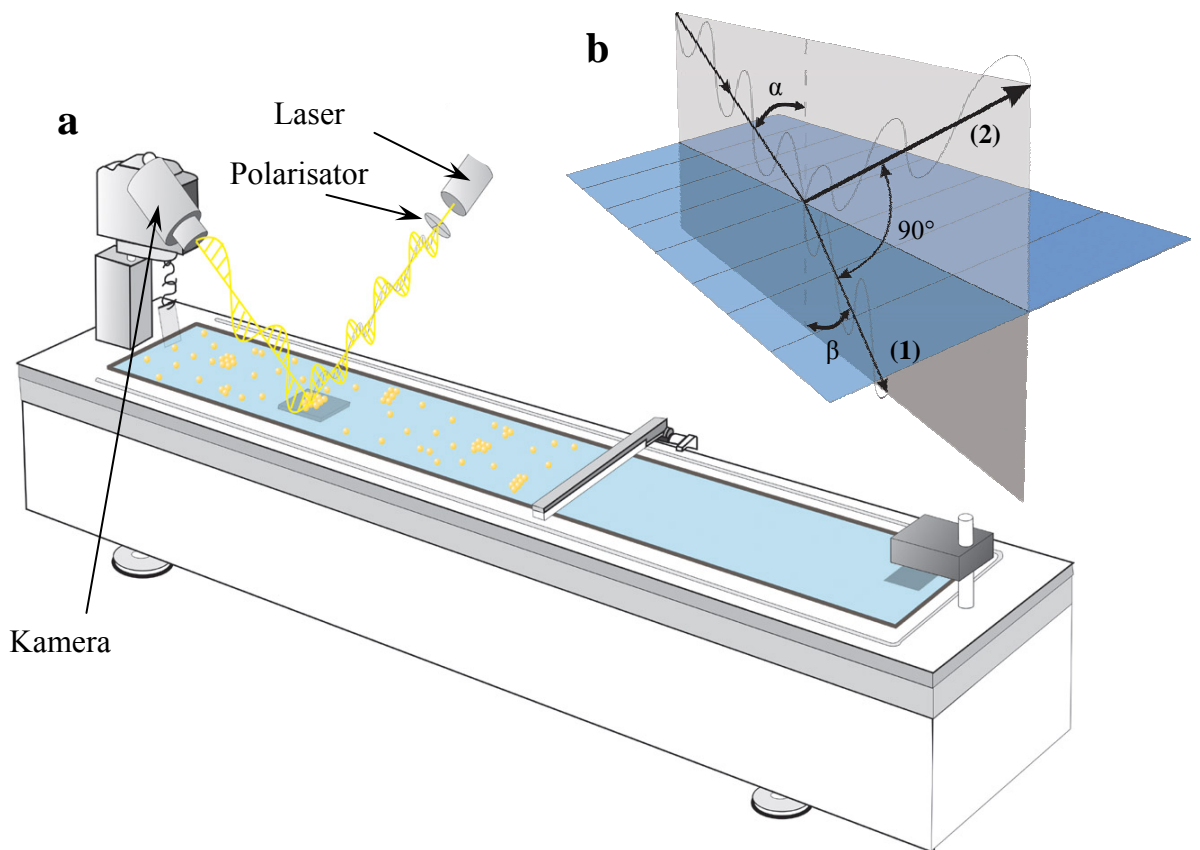 a
Laser
Polarisator
Kamera
b
α
(2)
90°
β
(1)